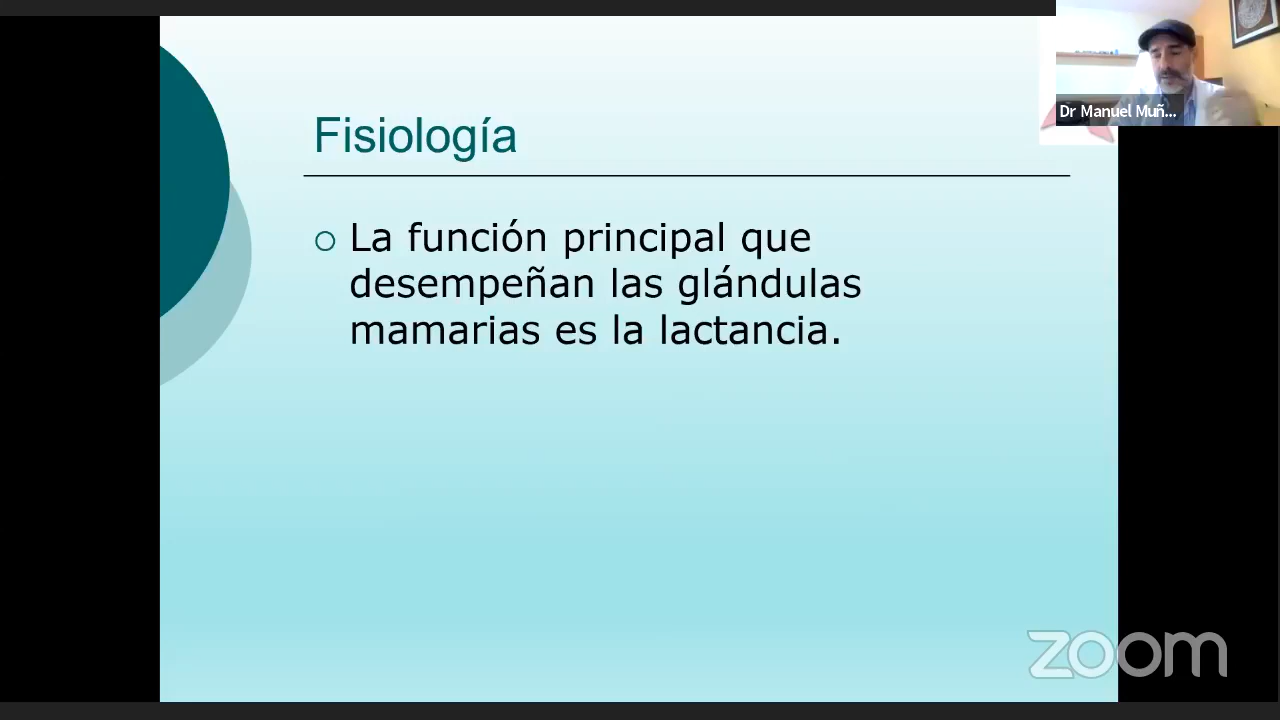 Fisiología
La función principal que
desempeñan las glándulas
mamarias es la lactancia.
Dr Manuel Muñ...
zoom